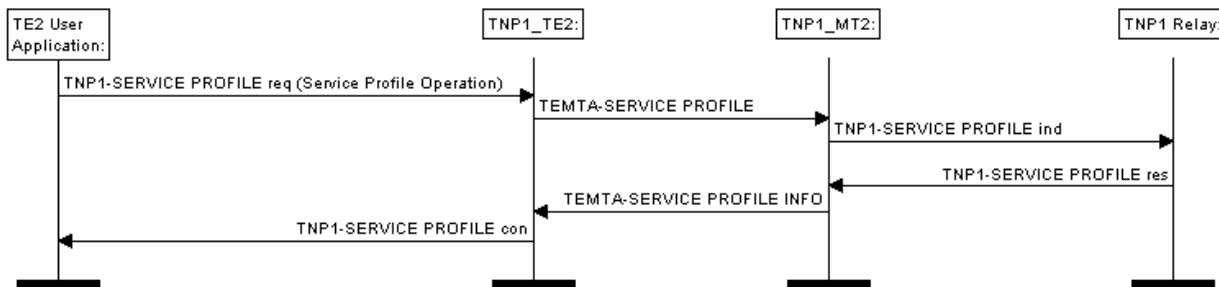 TE2 User
Application:
TNP1_TE2:
TNP1_MT2:
TNP1 Relay:
TNP1-SERVICE PROFILE req (Service Profile Operation)
TEMTA-SERVICE PROFILE
TNP1-SERVICE PROFILE ind
TNP1-SERVICE PROFILE res
TEMTA-SERVICE PROFILE INFO
TNP1-SERVICE PROFILE con